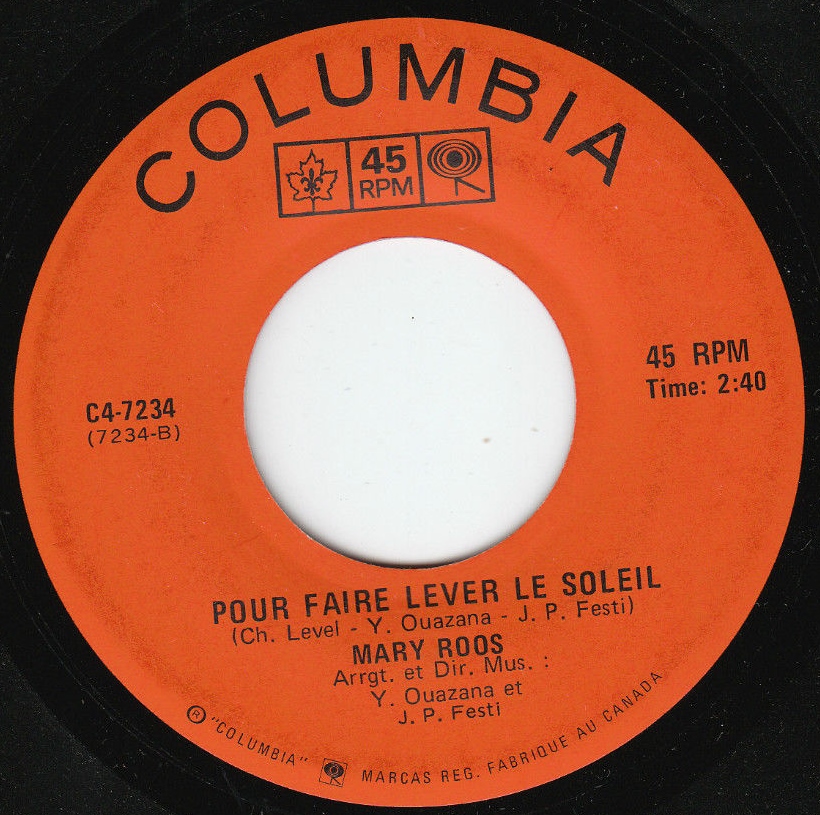 COLUMBIA
45
RPM
C4-7234
(7234-B)
45 RPM
Time: 2:40
POUR FAIRE LEVER LE SOLEIL
(Ch. Level - Y. Ouazana - J. P. Festi)
MARY ROOS
Arrgt. et Dir. Mus. :
Y. Ouazana et
J. P. Festi
® "COLUMBIA" MARCAS REG. FABRIQUE AU CANADA